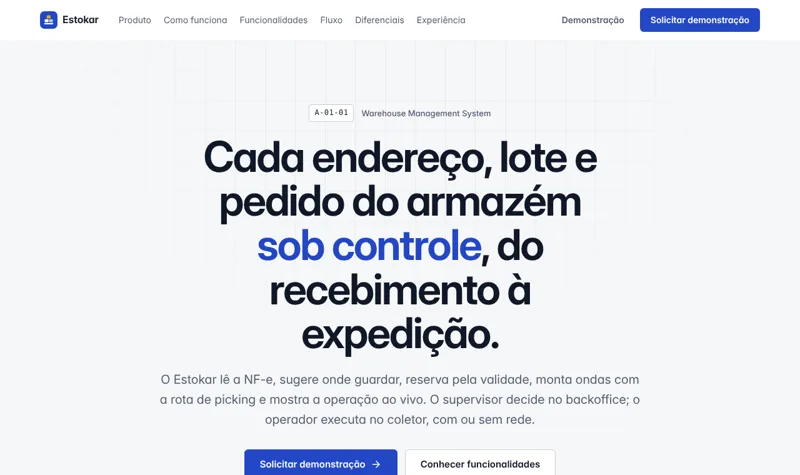 Estokar
Produto
Como funciona
Funcionalidades
Fluxo
Diferenciais
Experiência
Demonstração
Solicitar demonstração
A-01-01
Warehouse Management System
Cada endereço, lote e
pedido do armazém
sob controle, do
recebimento à
expedição.
O Estokar lê a NF-e, sugere onde guardar, reserva pela validade, monta ondas com
a rota de picking e mostra a operação ao vivo. O supervisor decide no backoffice; o
operador executa no coletor, com ou sem rede.
Solicitar demonstração →
Conhecer funcionalidades